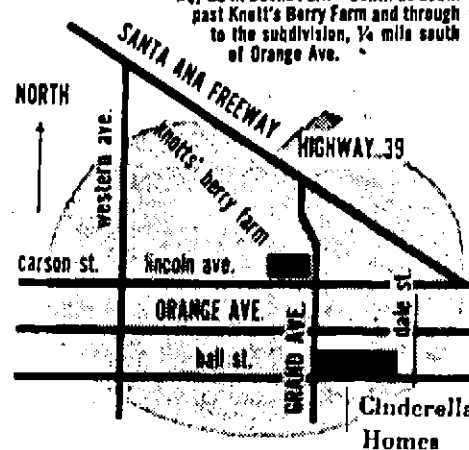 past Knott's Berry Farm and through
to the subdivision, ¼ mile south
of Orange Ave.
NORTH
SANTA ANA FREEWAY
HIGHWAY 39
western ave.
knotts' berry farm
carson st.
lincoln ave.
ORANGE AVE.
dale st.
ball st.
GRAND AVE.
Cinderella
Homes